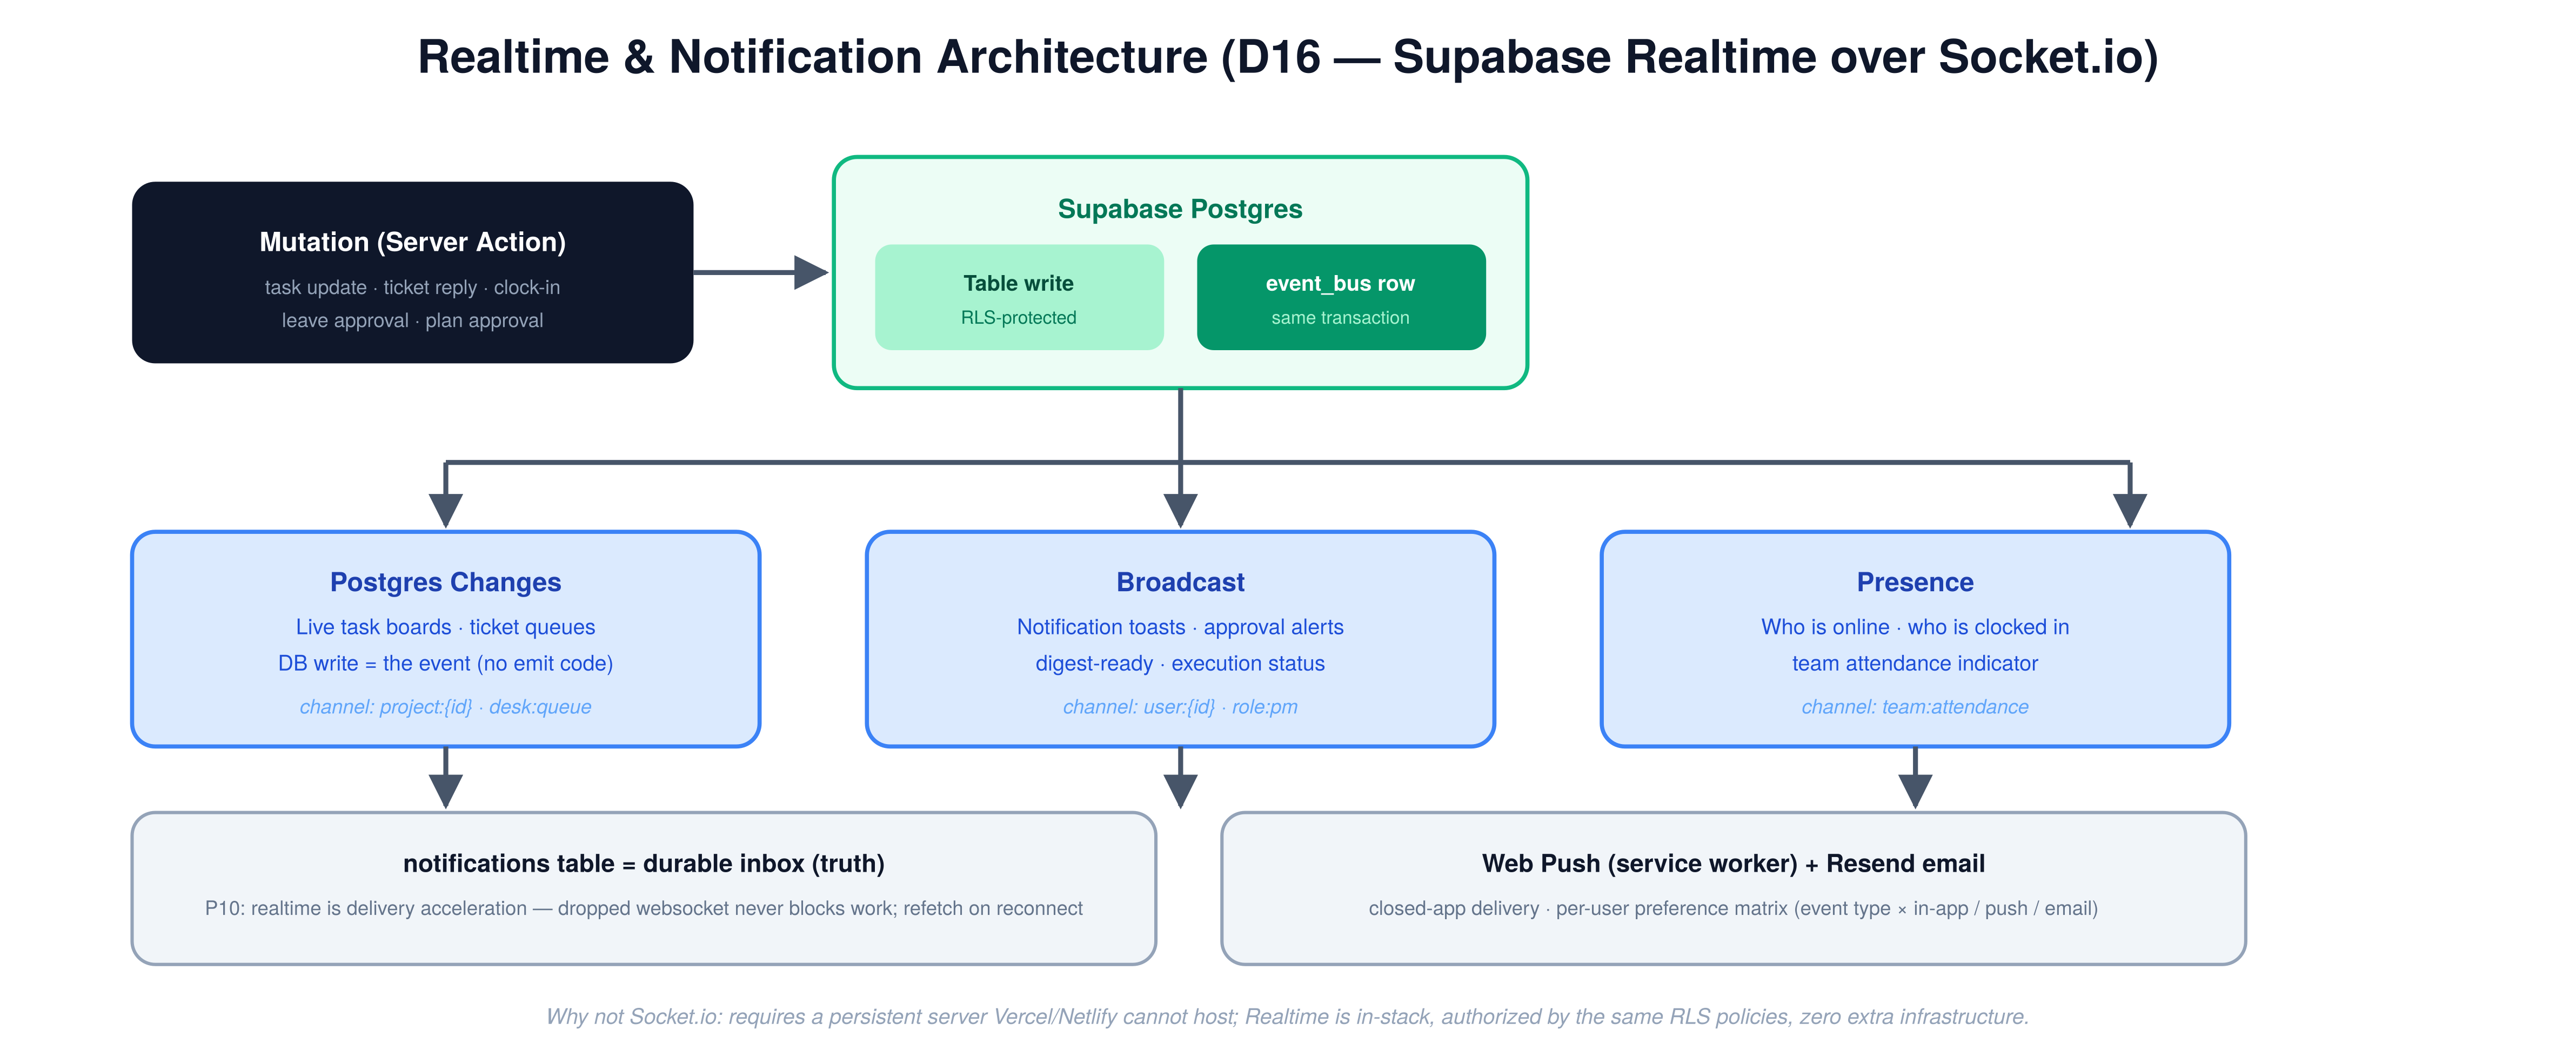 Realtime & Notification Architecture (D16 — Supabase Realtime over Socket.io)
Mutation (Server Action)
task update · ticket reply · clock-in
leave approval · plan approval
Supabase Postgres
Table write
RLS-protected
event_bus row
same transaction
Postgres Changes
Live task boards · ticket queues
DB write = the event (no emit code)
channel: project:{id} · desk:queue
Broadcast
Notification toasts · approval alerts
digest-ready · execution status
channel: user:{id} · role:pm
Presence
Who is online · who is clocked in
team attendance indicator
channel: team:attendance
notifications table = durable inbox (truth)
P10: realtime is delivery acceleration — dropped websocket never blocks work; refetch on reconnect
Web Push (service worker) + Resend email
closed-app delivery · per-user preference matrix (event type × in-app / push / email)
Why not Socket.io: requires a persistent server Vercel/Netlify cannot host; Realtime is in-stack, authorized by the same RLS policies, zero extra infrastructure.